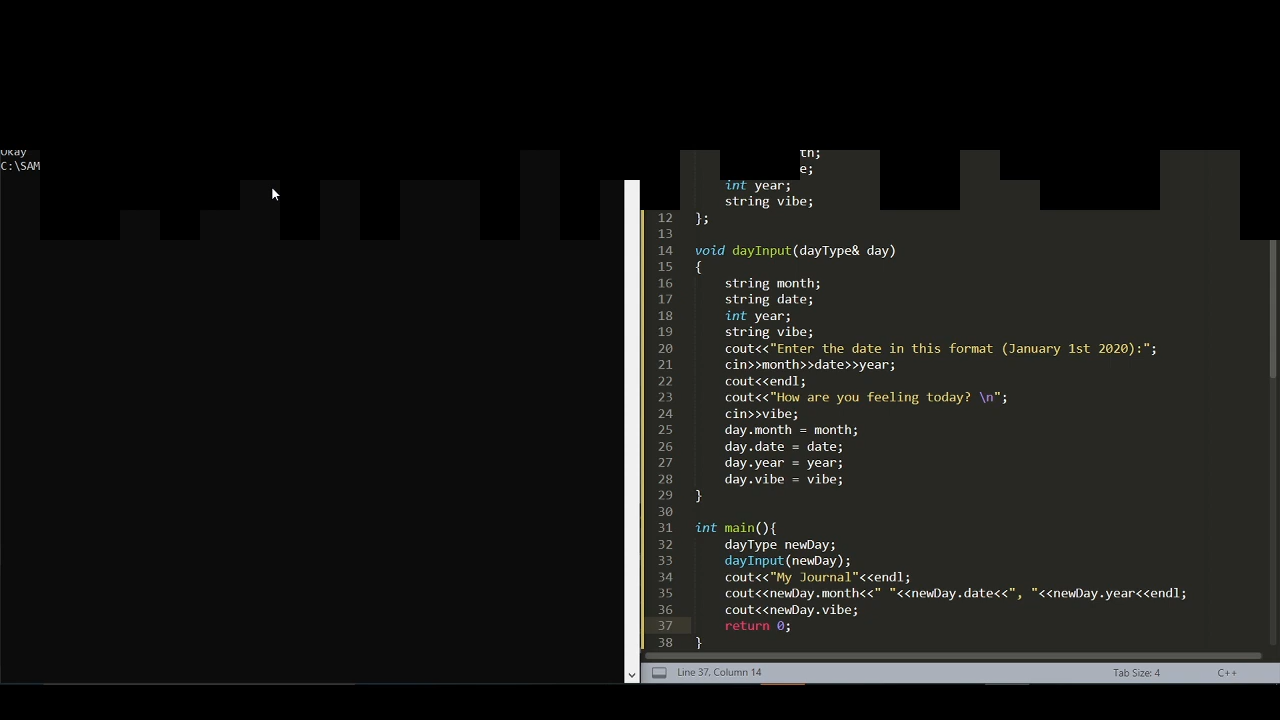 Okay
C:\SAM
th;
e;
int year;
string vibe;
12 };
13
14 void dayInput(dayType& day)
15 {
16 string month;
17 string date;
18 int year;
19 string vibe;
20 cout<<"Enter the date in this format (January 1st 2020):";
21 cin>>month>>date>>year;
22 cout<<endl;
23 cout<<"How are you feeling today? \n";
24 cin>>vibe;
25 day.month = month;
26 day.date = date;
27 day.year = year;
28 day.vibe = vibe;
29 }
30
31 int main(){
32 dayType newDay;
33 dayInput(newDay);
34 cout<<"My Journal"<<endl;
35 cout<<newDay.month<<" "<<newDay.date<<", "<<newDay.year<<endl;
36 cout<<newDay.vibe;
37 return 0;
38 }
Line 37, Column 14
Tab Size: 4
C++